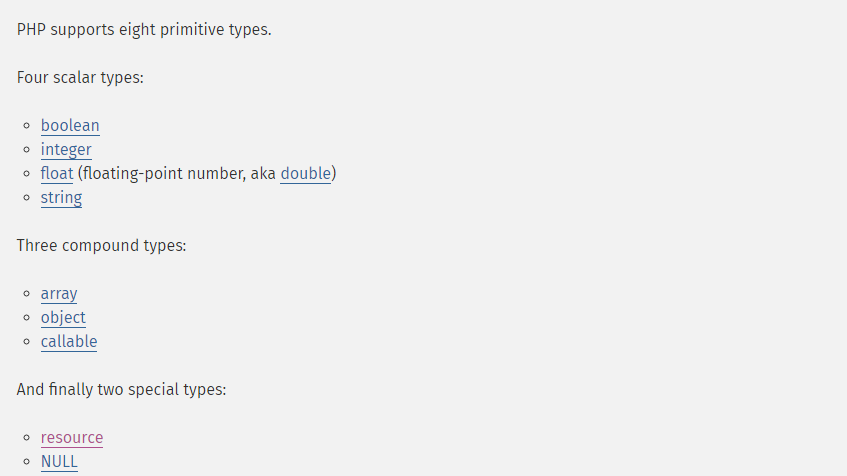 PHP supports eight primitive types.
Four scalar types:
boolean
integer
float (floating-point number, aka double)
string
Three compound types:
array
object
callable
And finally two special types:
resource
NULL